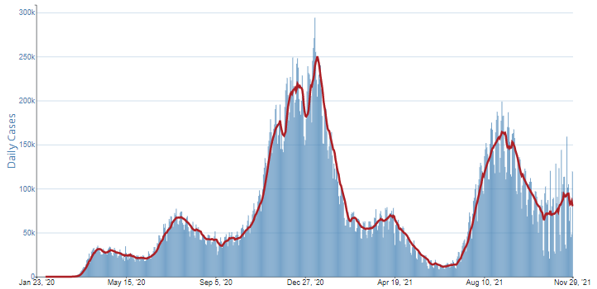 Daily Cases
300k
250k
200k
150k
100k
50k
0
Jan 23, '20
May 15, '20
Sep 5, '20
Dec 27, '20
Apr 19, '21
Aug 10, '21
Nov 29, '21